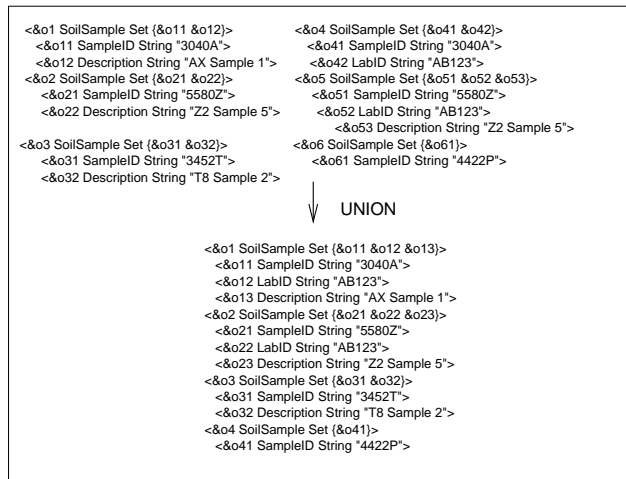 <&o1 SoilSample Set {&o11 &o12}>
<&o11 SampleID String "3040A">
<&o12 Description String "AX Sample 1">
<&o2 SoilSample Set {&o21 &o22}>
<&o21 SampleID String "5580Z">
<&o22 Description String "Z2 Sample 5">
<&o3 SoilSample Set {&o31 &o32}>
<&o31 SampleID String "3452T">
<&o32 Description String "T8 Sample 2">
<&o4 SoilSample Set {&o41 &o42}>
<&o41 SampleID String "3040A">
<&o42 LabID String "AB123">
<&o5 SoilSample Set {&o51 &o52 &o53}>
<&o51 SampleID String "5580Z">
<&o52 LabID String "AB123">
<&o53 Description String "Z2 Sample 5">
<&o6 SoilSample Set {&o61}>
<&o61 SampleID String "4422P">
UNION
<&o1 SoilSample Set {&o11 &o12 &o13}>
<&o11 SampleID String "3040A">
<&o12 LabID String "AB123">
<&o13 Description String "AX Sample 1">
<&o2 SoilSample Set {&o21 &o22 &o23}>
<&o21 SampleID String "5580Z">
<&o22 LabID String "AB123">
<&o23 Description String "Z2 Sample 5">
<&o3 SoilSample Set {&o31 &o32}>
<&o31 SampleID String "3452T">
<&o32 Description String "T8 Sample 2">
<&o4 SoilSample Set {&o41}>
<&o41 SampleID String "4422P">